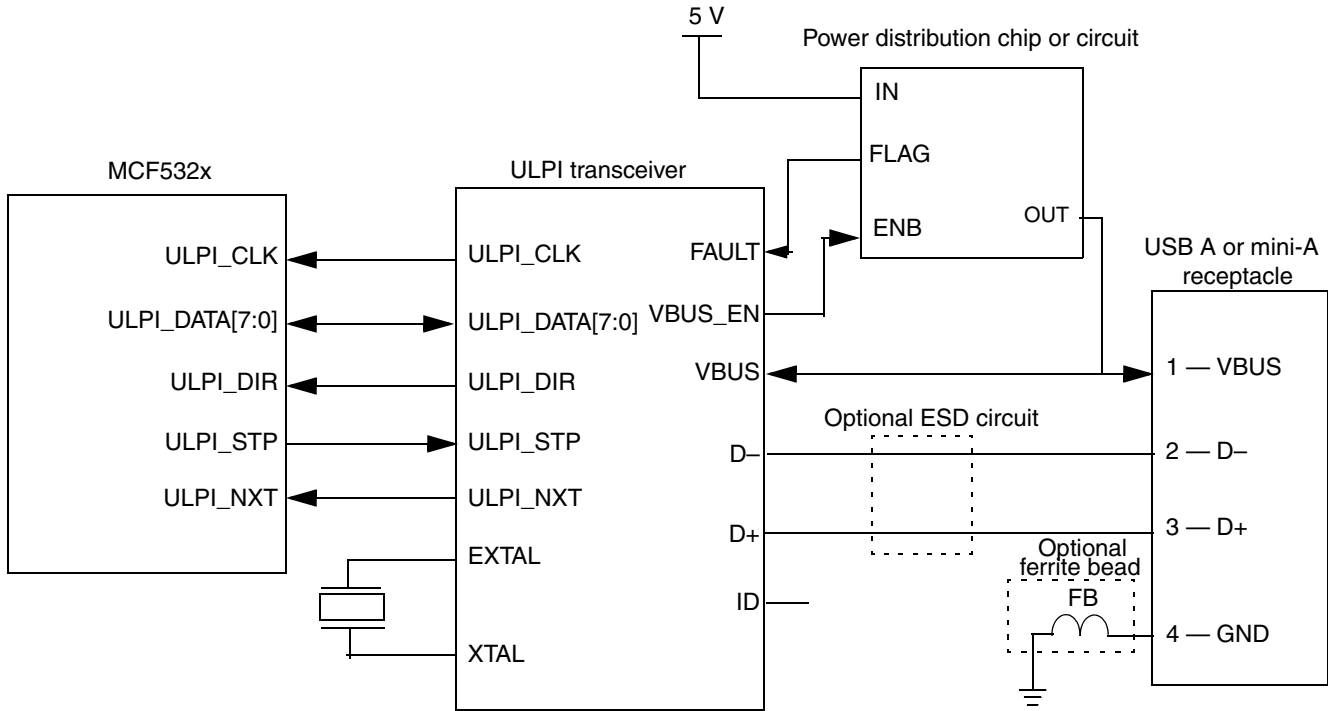 5 V
Power distribution chip or circuit
IN
FLAG
ENB
OUT
MCF532x
ULPI_CLK
ULPI_DATA[7:0]
ULPI_DIR
ULPI_STP
ULPI_NXT
ULPI transceiver
ULPI_CLK
ULPI_DATA[7:0]
ULPI_DIR
ULPI_STP
ULPI_NXT
EXTAL
XTAL
FAULT
VBUS_EN
VBUS
D–
D+
ID
Optional ESD circuit
Optional
ferrite bead
FB
USB A or mini-A
receptacle
1 — VBUS
2 — D–
3 — D+
4 — GND